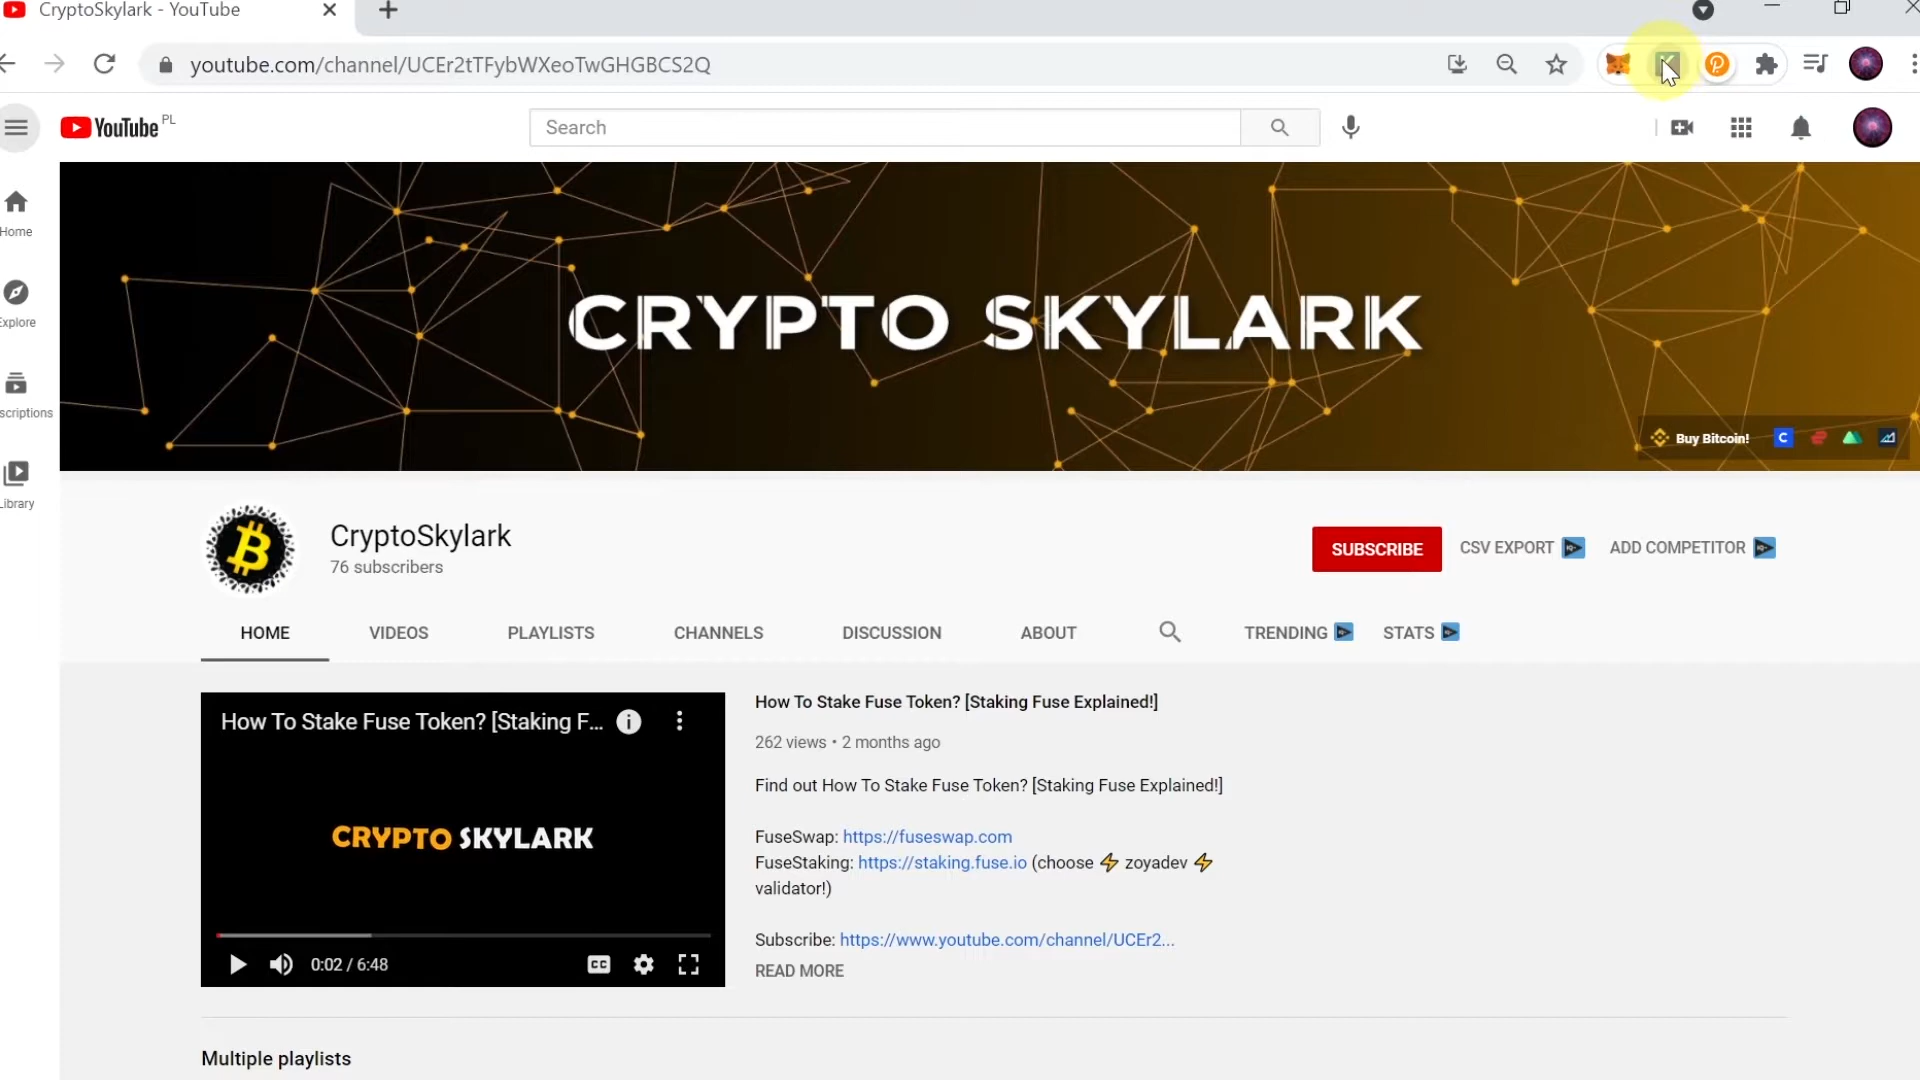 CryptoSkylark - YouTube
youtube.com/channel/UCEr2tTFybWXeoTwGHGBCS2Q
YouTube PL
Search
Home
Explore
scriptions
Library
CRYPTO SKYLARK
Buy Bitcoin!
CryptoSkylark
76 subscribers
SUBSCRIBE
CSV EXPORT
ADD COMPETITOR
HOME
VIDEOS
PLAYLISTS
CHANNELS
DISCUSSION
ABOUT
TRENDING
STATS
How To Stake Fuse Token? [Staking F...
CRYPTO SKYLARK
0:02 / 6:48
CC
How To Stake Fuse Token? [Staking Fuse Explained!]
262 views • 2 months ago
Find out How To Stake Fuse Token? [Staking Fuse Explained!]
FuseSwap: https://fuseswap.com
FuseStaking: https://staking.fuse.io (choose ⚡ zoyadev ⚡
validator!)
Subscribe: https://www.youtube.com/channel/UCEr2...
READ MORE
Multiple playlists